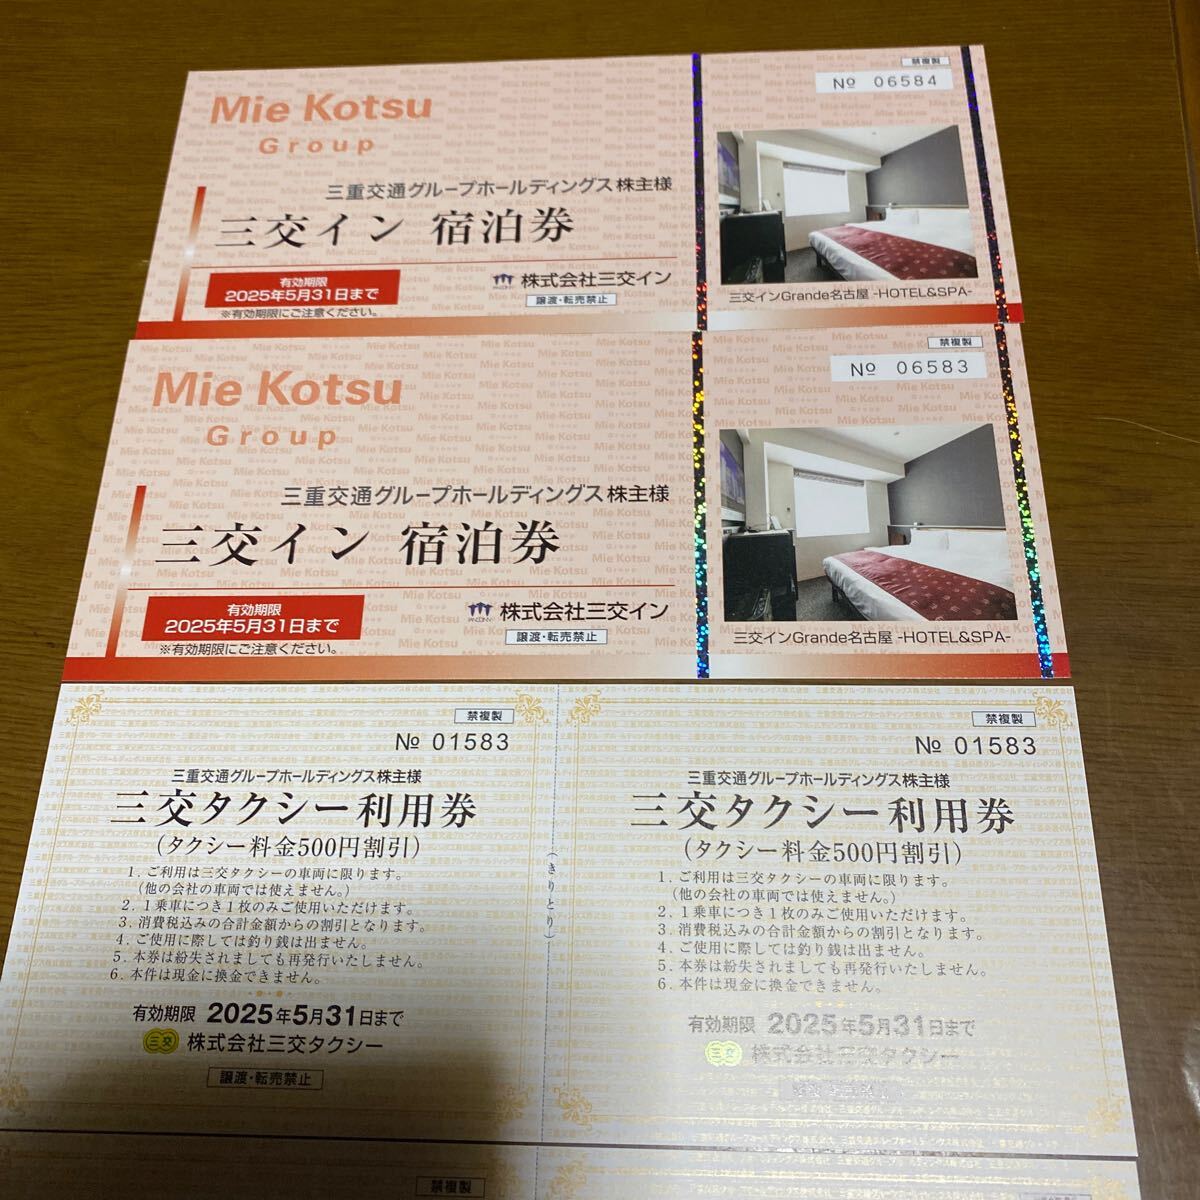 禁複製
№ 06584
Mie Kotsu
Group
三重交通グループホールディングス株主様
三交イン 宿泊券
有効期限
2025年5月31日まで
※有効期限にご注意ください。
株式会社三交イン
譲渡・転売禁止
三交インGrande名古屋 -HOTEL&SPA-
禁複製
№ 06583
Mie Kotsu
Group
三重交通グループホールディングス株主様
三交イン 宿泊券
有効期限
2025年5月31日まで
※有効期限にご注意ください。
株式会社三交イン
譲渡・転売禁止
三交インGrande名古屋 -HOTEL&SPA-
禁複製
№ 01583
三重交通グループホールディングス株主様
三交タクシー利用券
(タクシー料金500円割引)
1. ご利用は三交タクシーの車両に限ります。
(他の会社の車両では使えません。)
2. 1乗車につき1枚のみご使用いただけます。
3. 消費税込みの合計金額からの割引となります。
4. ご使用に際しては釣り銭は出ません。
5. 本券は紛失されましても再発行いたしません。
6. 本件は現金に換金できません。
有効期限 2025年5月31日まで
三交 株式会社三交タクシー
譲渡・転売禁止
(きりとり)
禁複製
№ 01583
三重交通グループホールディングス株主様
三交タクシー利用券
(タクシー料金500円割引)
1. ご利用は三交タクシーの車両に限ります。
(他の会社の車両では使えません。)
2. 1乗車につき1枚のみご使用いただけます。
3. 消費税込みの合計金額からの割引となります。
4. ご使用に際しては釣り銭は出ません。
5. 本券は紛失されましても再発行いたしません。
6. 本件は現金に換金できません。
有効期限 2025年5月31日まで
三交 株式会社三交タクシー
禁複製